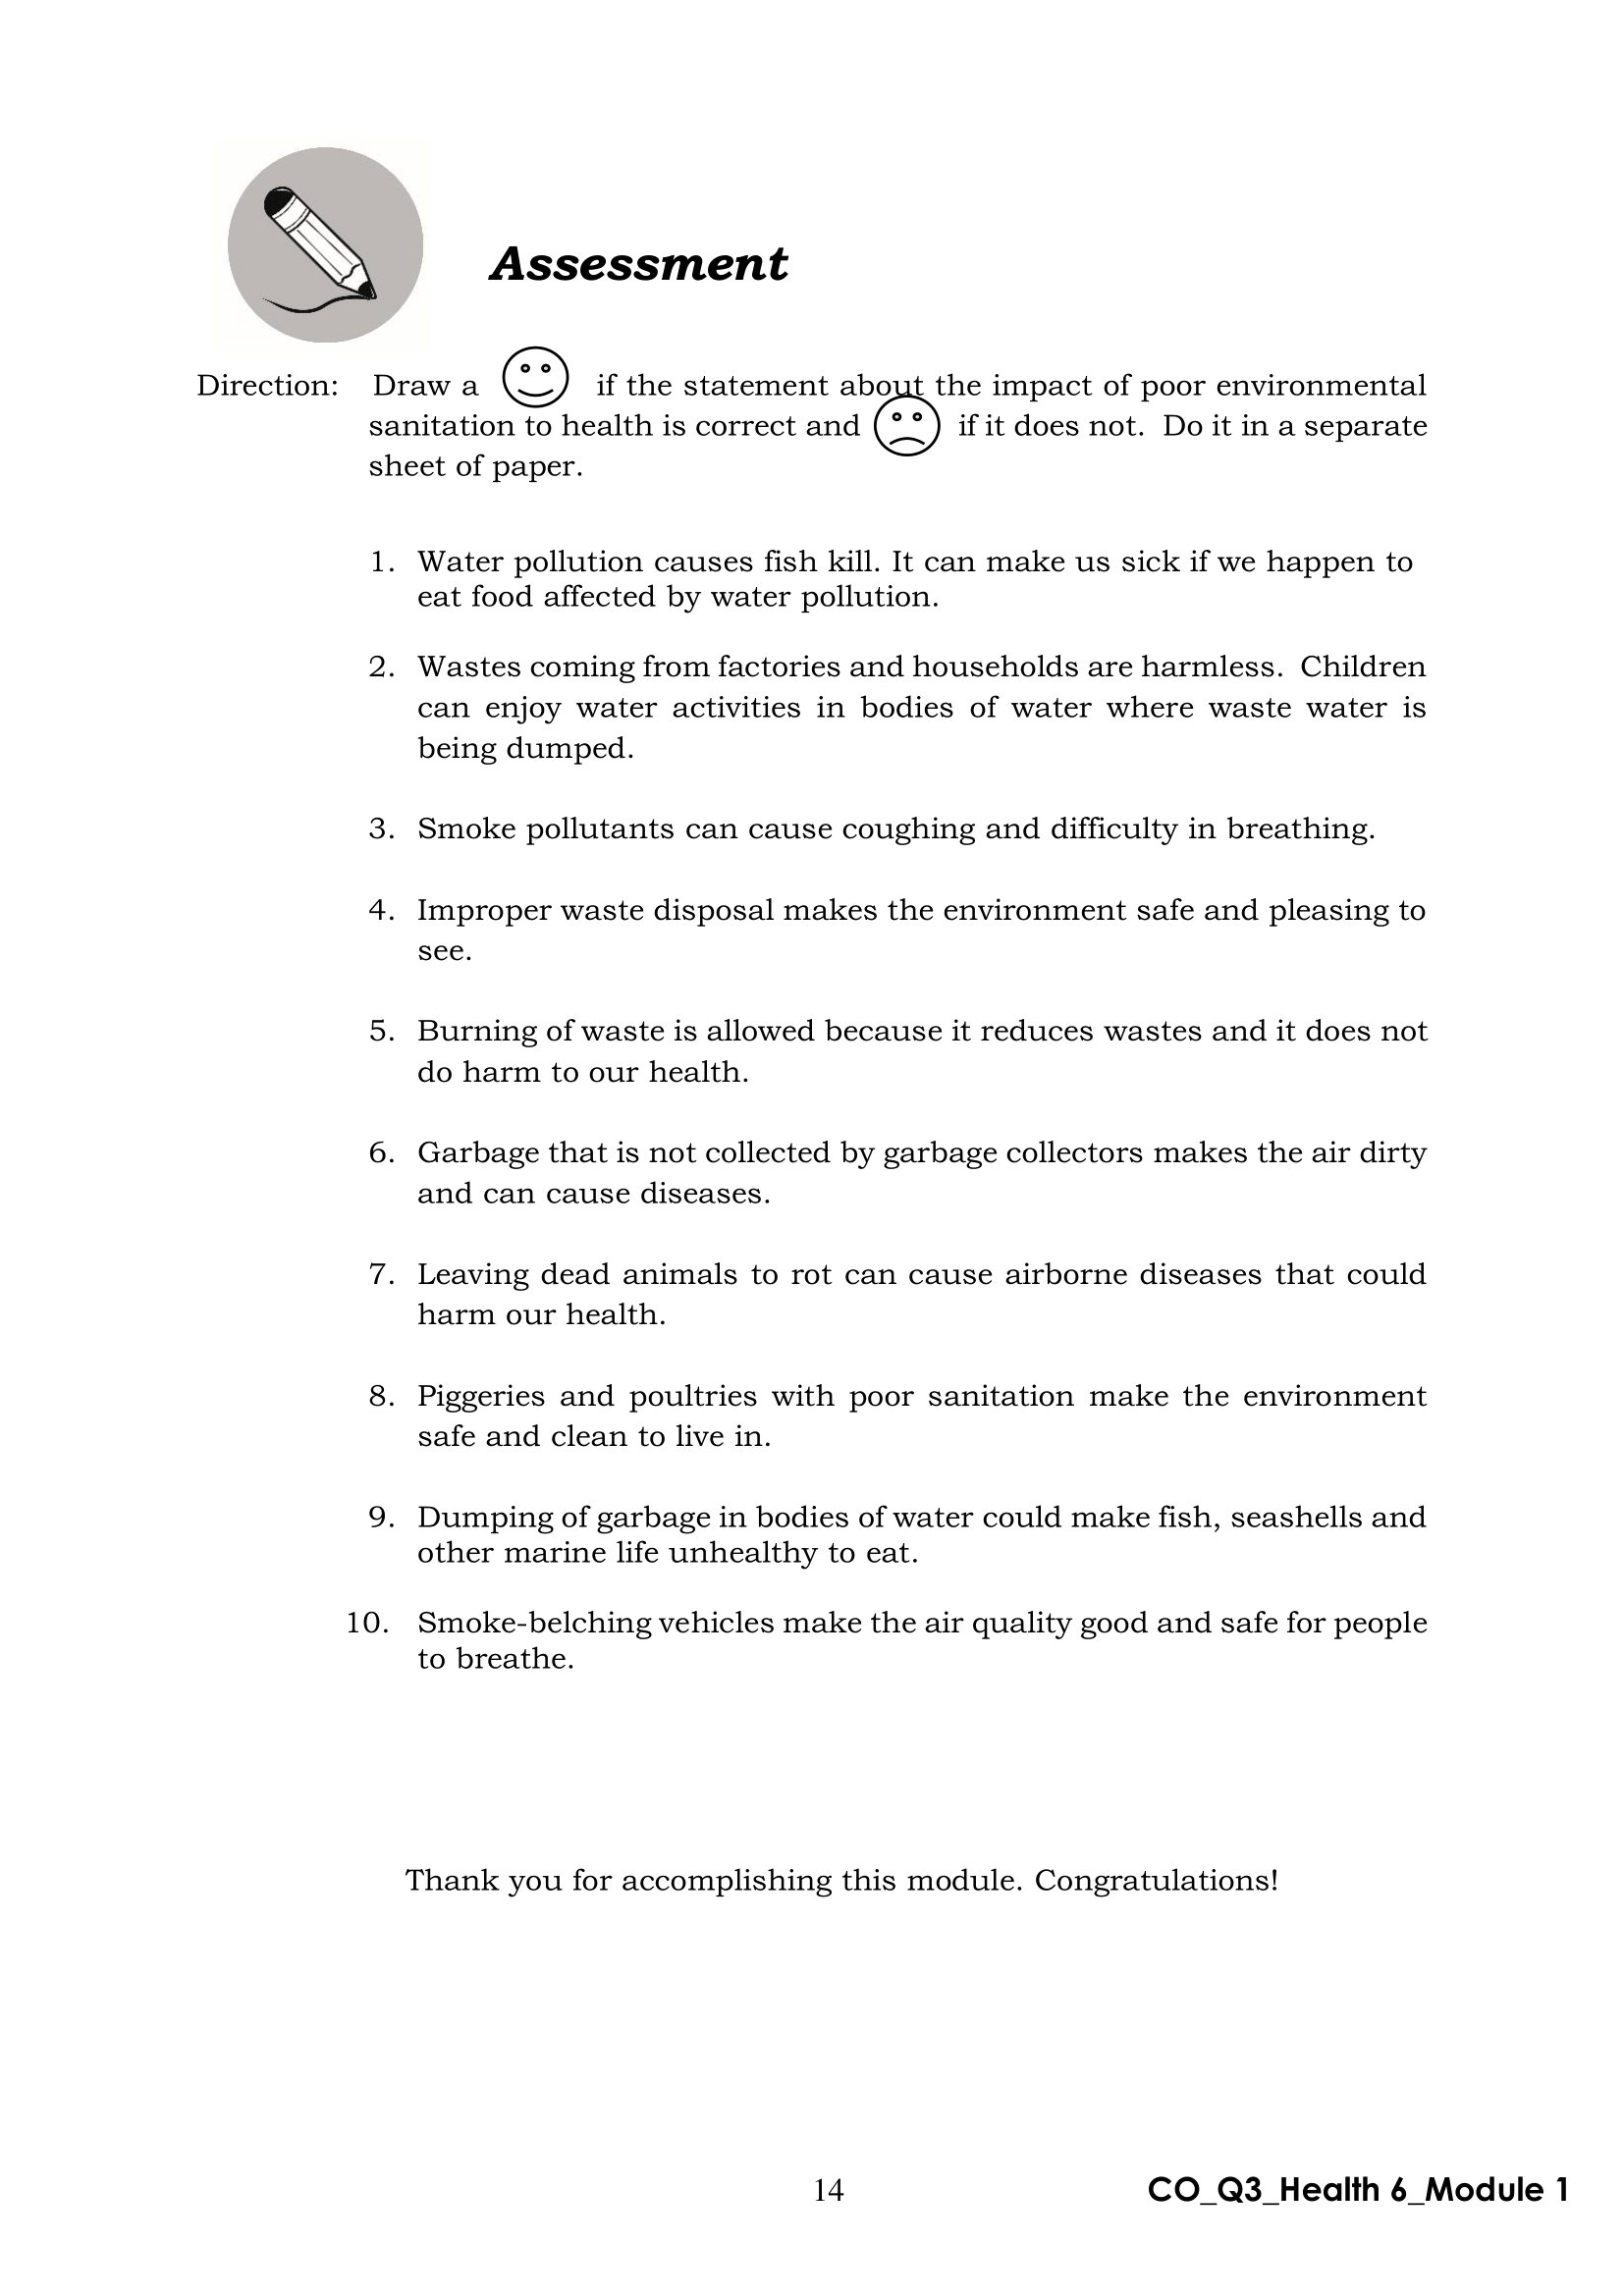 Assessment
Direction: Draw a if the statement about the impact of poor environmental
sanitation to health is correct and if it does not. Do it in a separate
sheet of paper.
1. Water pollution causes fish kill. It can make us sick if we happen to
eat food affected by water pollution.
2. Wastes coming from factories and households are harmless. Children
can enjoy water activities in bodies of water where waste water is
being dumped.
3. Smoke pollutants can cause coughing and difficulty in breathing.
4. Improper waste disposal makes the environment safe and pleasing to
see.
5. Burning of waste is allowed because it reduces wastes and it does not
do harm to our health.
6. Garbage that is not collected by garbage collectors makes the air dirty
and can cause diseases.
7. Leaving dead animals to rot can cause airborne diseases that could
harm our health.
8. Piggeries and poultries with poor sanitation make the environment
safe and clean to live in.
9. Dumping of garbage in bodies of water could make fish, seashells and
other marine life unhealthy to eat.
10. Smoke-belching vehicles make the air quality good and safe for people
to breathe.
Thank you for accomplishing this module. Congratulations!
14
CO_Q3_Health 6_Module 1